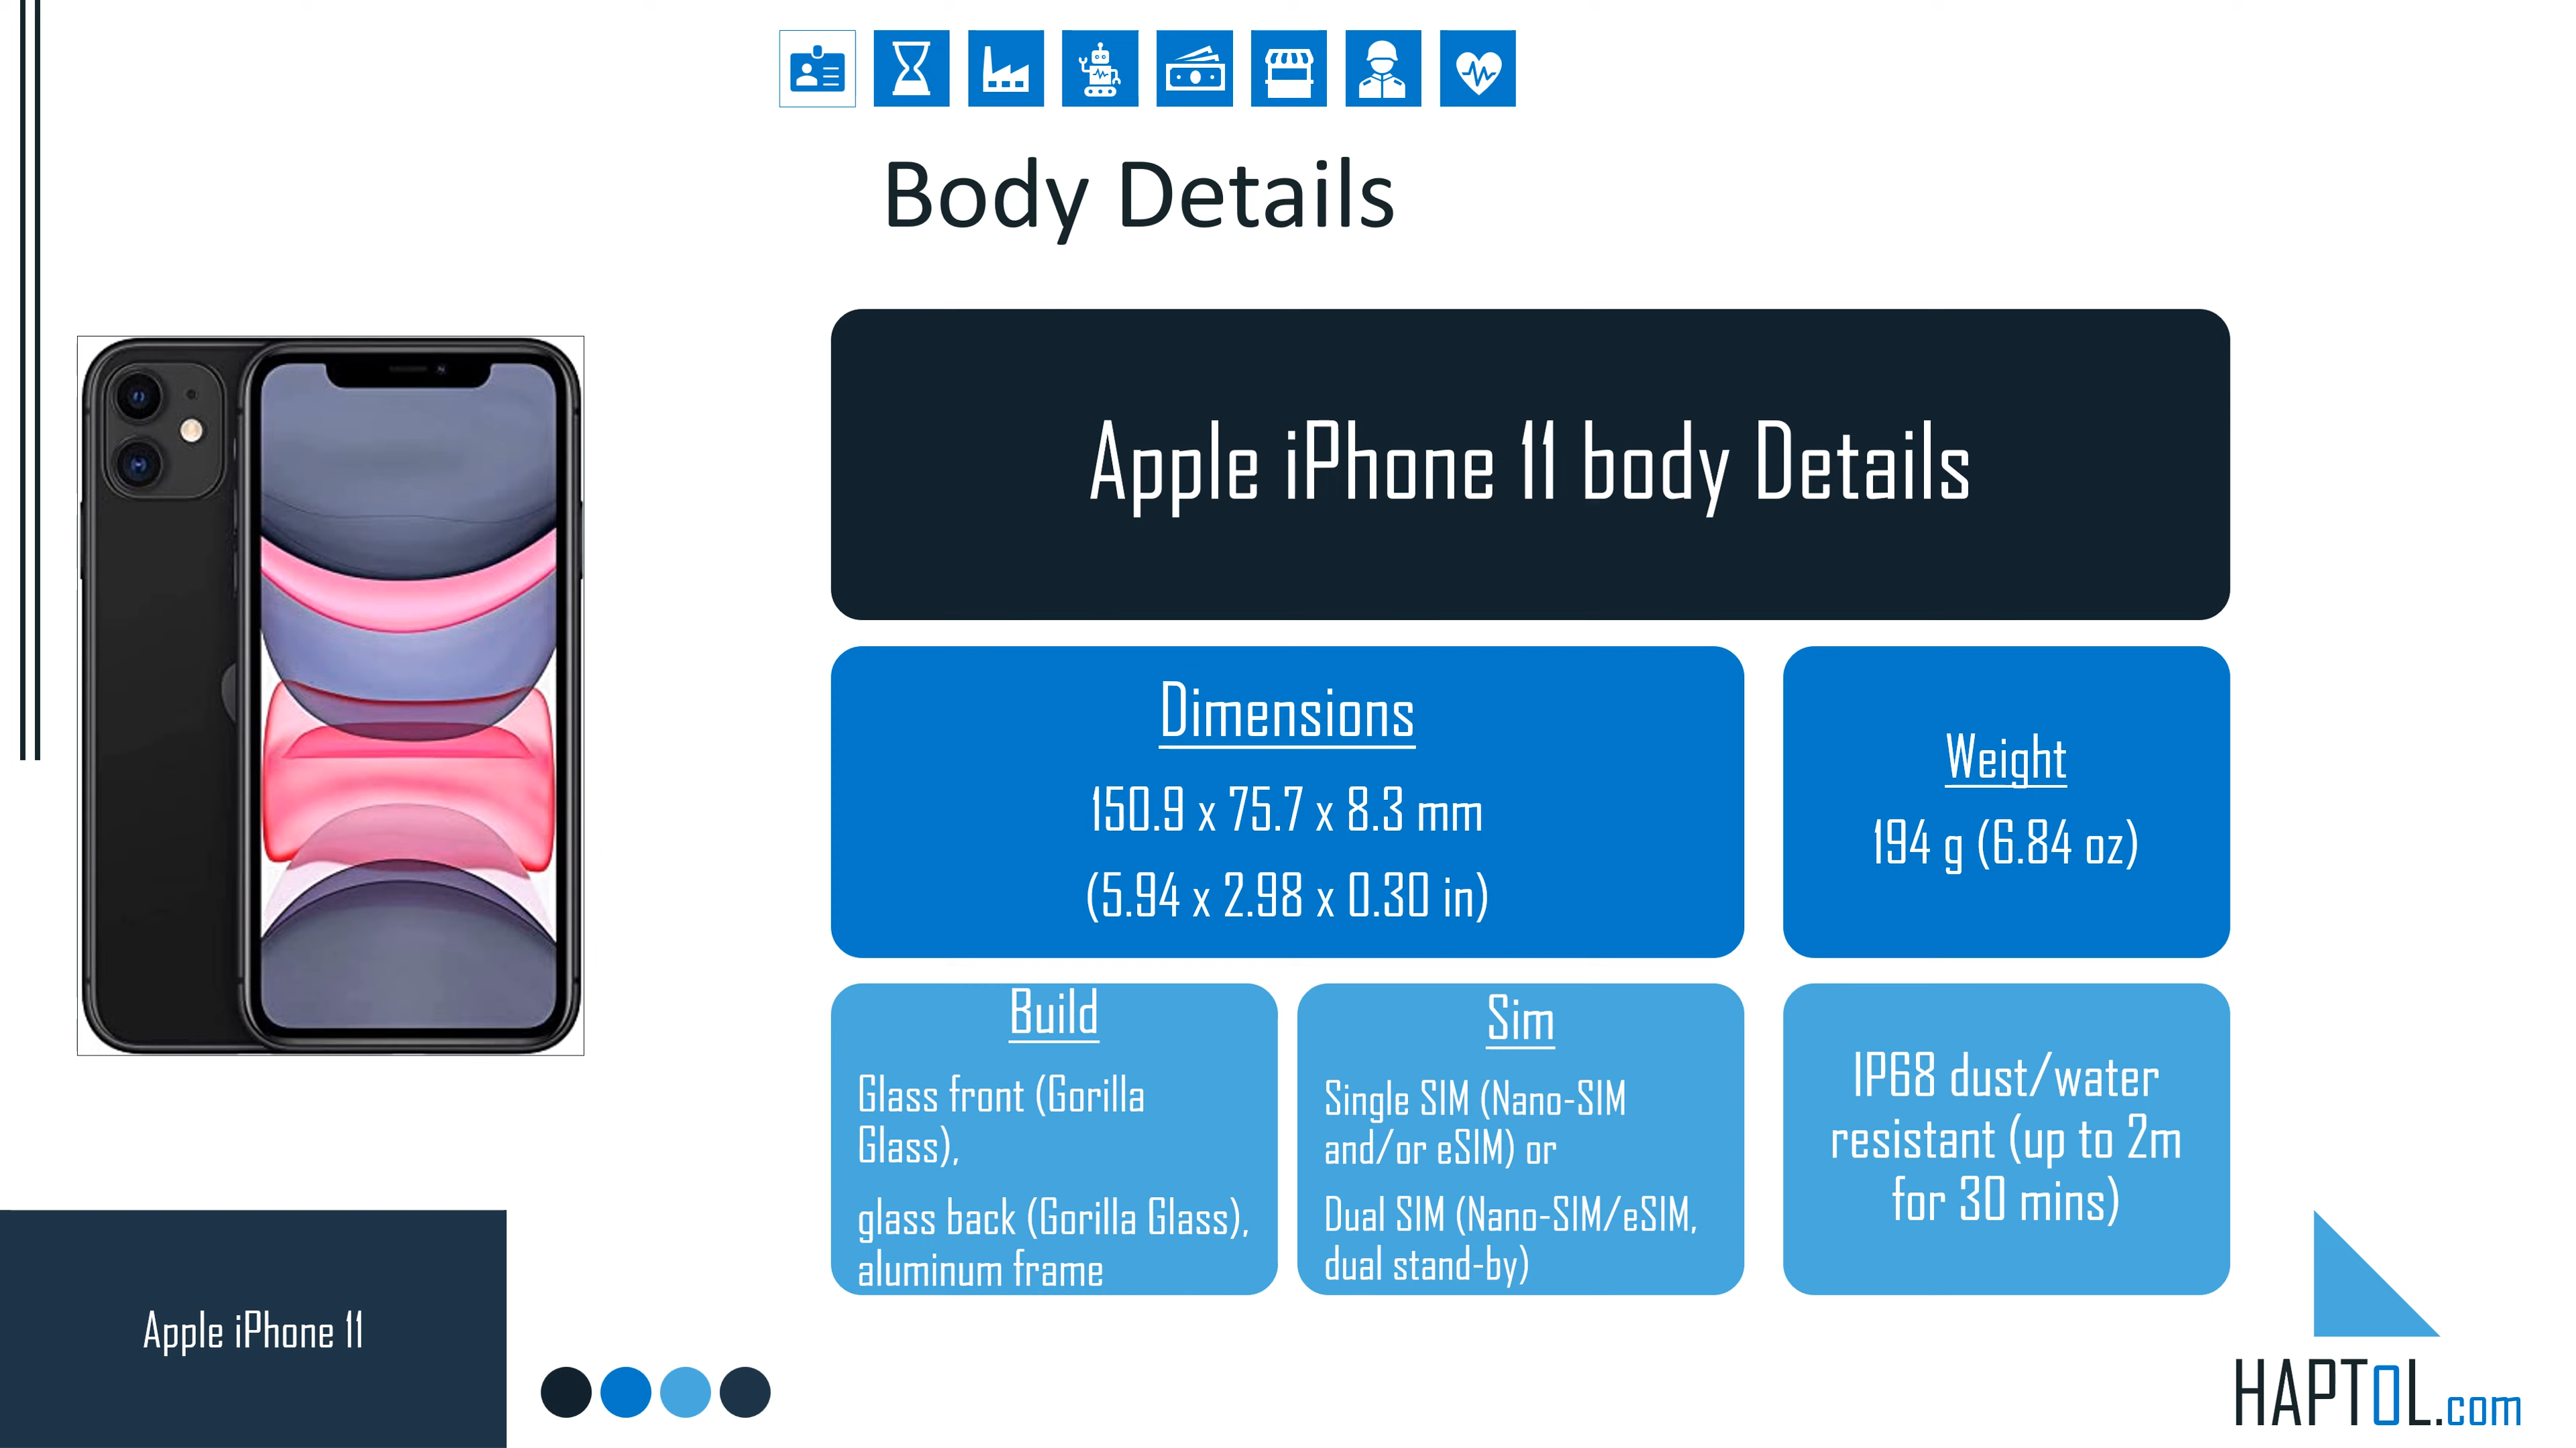 Body Details
Apple iPhone 11 body Details
Dimensions
150.9 x 75.7 x 8.3 mm
(5.94 x 2.98 x 0.30 in)
Weight
194 g (6.84 oz)
Build
Glass front (Gorilla
Glass),
glass back (Gorilla Glass),
aluminum frame
Sim
Single SIM (Nano-SIM
and/or eSIM) or
Dual SIM (Nano-SIM/eSIM,
dual stand-by)
IP68 dust/water
resistant (up to 2m
for 30 mins)
Apple iPhone 11
HAPTOL.com